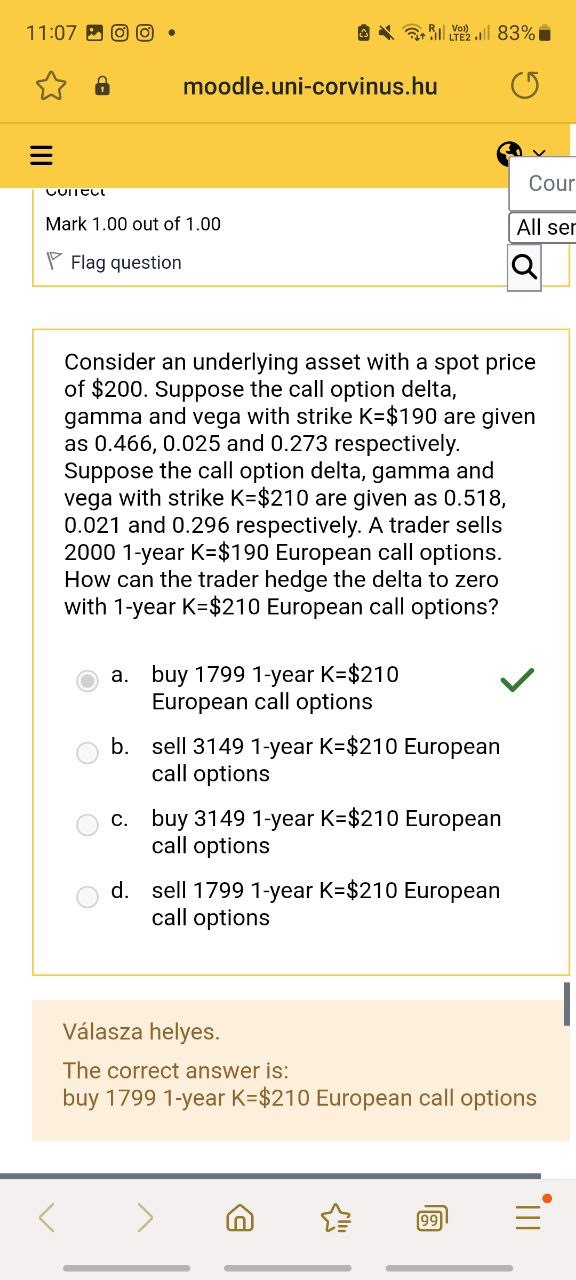 11:07
R
Vo))
LTE2
83%
moodle.uni-corvinus.hu
Cour
Correct
Mark 1.00 out of 1.00
All ser
Flag question
Consider an underlying asset with a spot price
of $200. Suppose the call option delta,
gamma and vega with strike K=$190 are given
as 0.466, 0.025 and 0.273 respectively.
Suppose the call option delta, gamma and
vega with strike K=$210 are given as 0.518,
0.021 and 0.296 respectively. A trader sells
2000 1-year K=$190 European call options.
How can the trader hedge the delta to zero
with 1-year K=$210 European call options?
a. buy 1799 1-year K=$210
European call options
b. sell 3149 1-year K=$210 European
call options
c. buy 3149 1-year K=$210 European
call options
d. sell 1799 1-year K=$210 European
call options
Válasza helyes.
The correct answer is:
buy 1799 1-year K=$210 European call options
99